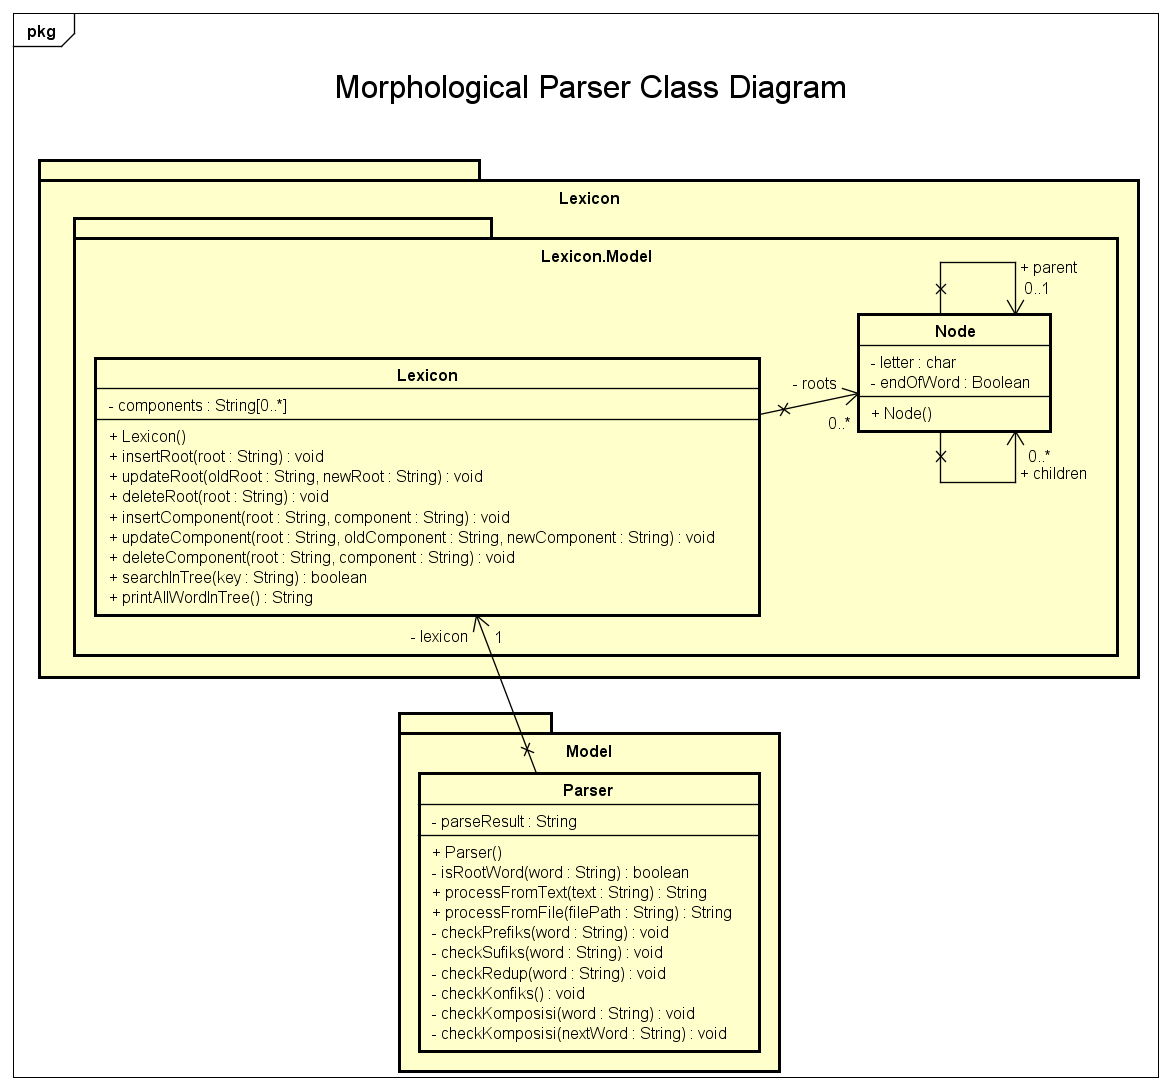 pkg
Morphological Parser Class Diagram
Lexicon
Lexicon.Model
+ parent
0..1
Node
- letter : char
- endOfWord : Boolean
+ Node()
- roots
0..*
0..*
+ children
Lexicon
- components : String[0..*]
+ Lexicon()
+ insertRoot(root : String) : void
+ updateRoot(oldRoot : String, newRoot : String) : void
+ deleteRoot(root : String) : void
+ insertComponent(root : String, component : String) : void
+ updateComponent(root : String, oldComponent : String, newComponent : String) : void
+ deleteComponent(root : String, component : String) : void
+ searchInTree(key : String) : boolean
+ printAllWordInTree() : String
- lexicon
1
Model
Parser
- parseResult : String
+ Parser()
- isRootWord(word : String) : boolean
+ processFromText(text : String) : String
+ processFromFile(filePath : String) : String
- checkPrefiks(word : String) : void
- checkSufiks(word : String) : void
- checkRedup(word : String) : void
- checkKonfiks() : void
- checkKomposisi(word : String) : void
- checkKomposisi(nextWord : String) : void